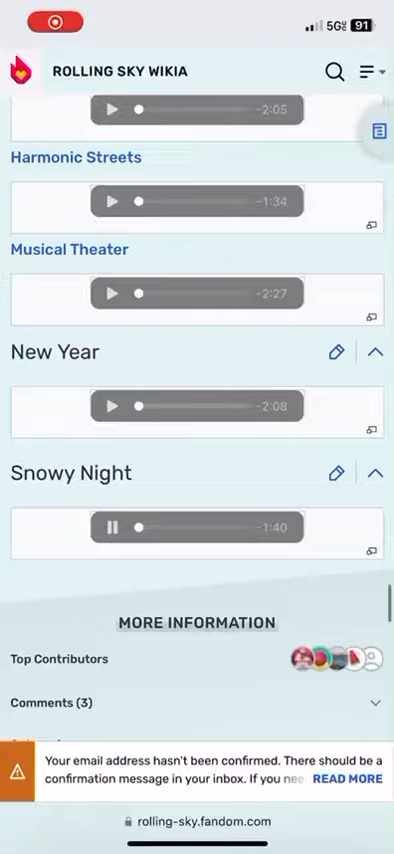 5GE 91
ROLLING SKY WIKIA
-2:05
Harmonic Streets
-1:34
Musical Theater
-2:27
New Year
-2:08
Snowy Night
-1:40
MORE INFORMATION
Top Contributors
Comments (3)
Your email address hasn't been confirmed. There should be a
confirmation message in your inbox. If you nee READ MORE
rolling-sky.fandom.com